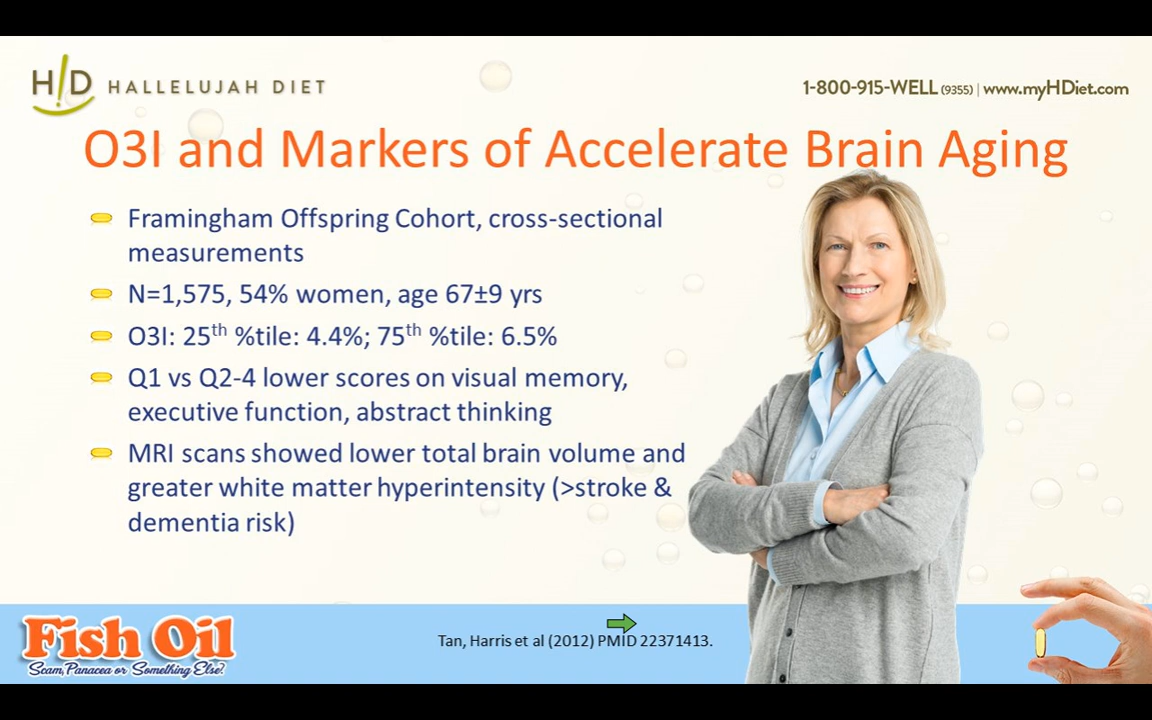 H!D HALLELUJAH DIET
1-800-915-WELL (9355) | www.myHDiet.com
O3I and Markers of Accelerate Brain Aging
Framingham Offspring Cohort, cross-sectional
measurements
N=1,575, 54% women, age 67±9 yrs
O3I: 25th %tile: 4.4%; 75th %tile: 6.5%
Q1 vs Q2-4 lower scores on visual memory,
executive function, abstract thinking
MRI scans showed lower total brain volume and
greater white matter hyperintensity (>stroke &
dementia risk)
Fish Oil
Scam, Panacea or Something Else?
Tan, Harris et al (2012) PMID 22371413.